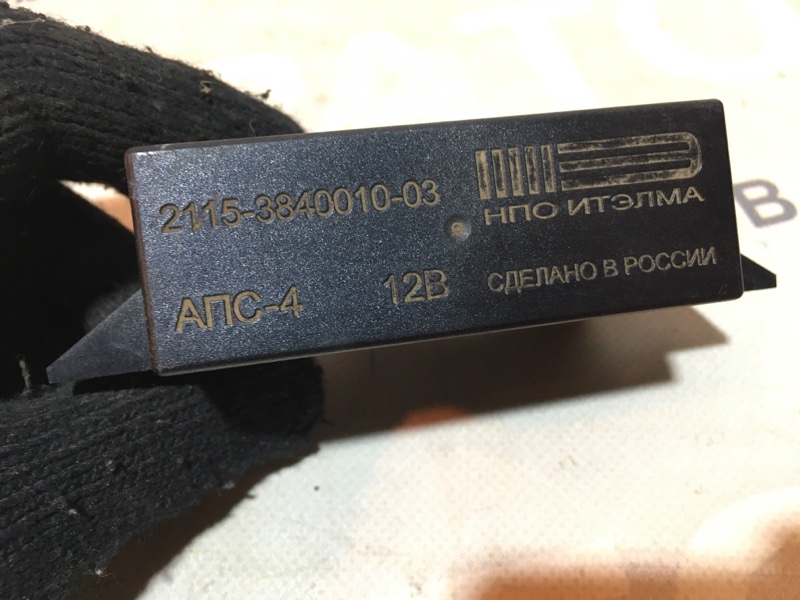 2115-3840010-03
НПО ИТЭЛМА
АПС-4
12В
СДЕЛАНО В РОССИИ